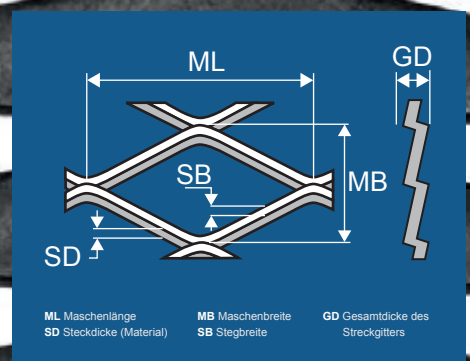 ML
GD
SB
MB
SD
ML Maschenlänge
MB Maschenbreite
GD Gesamtdicke des
SD Steckdicke (Material)
SB Stegbreite
Streckgitters